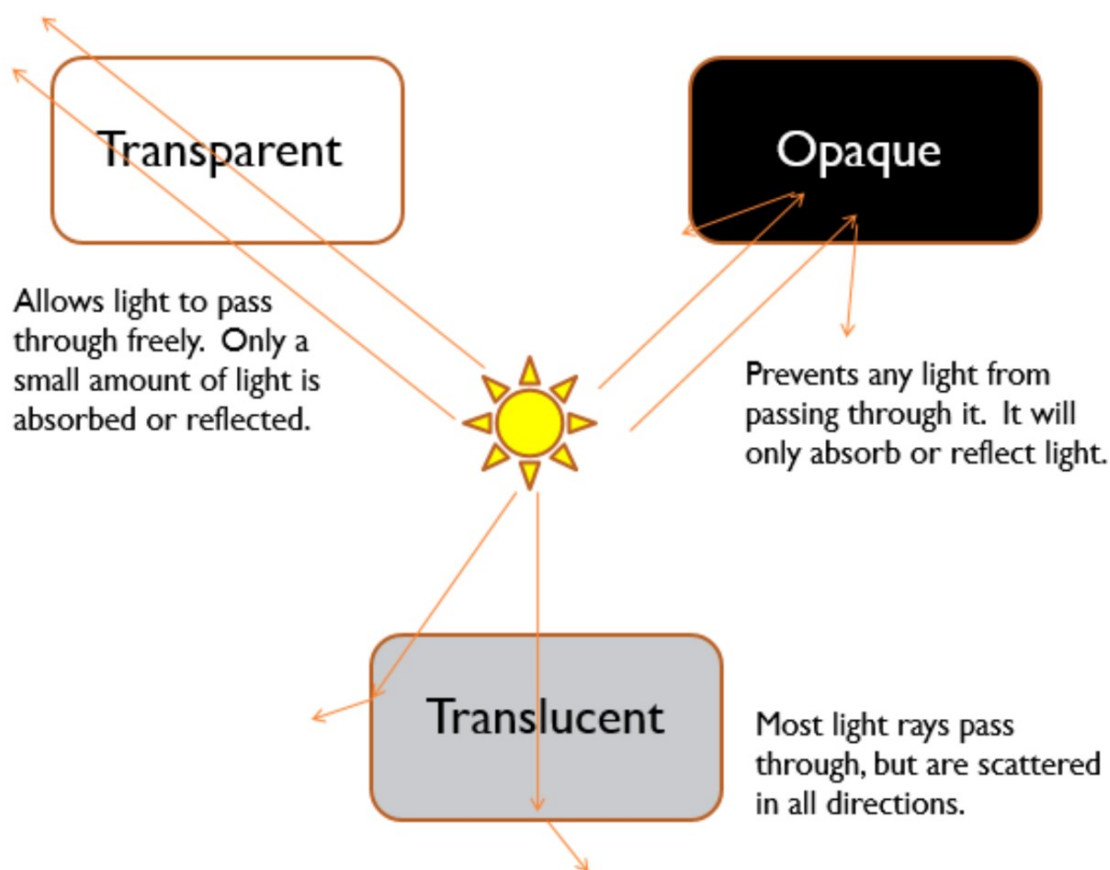 Transparent
Opaque
Allows light to pass
through freely. Only a
small amount of light is
absorbed or reflected.
Prevents any light from
passing through it. It will
only absorb or reflect light.
Translucent
Most light rays pass
through, but are scattered
in all directions.